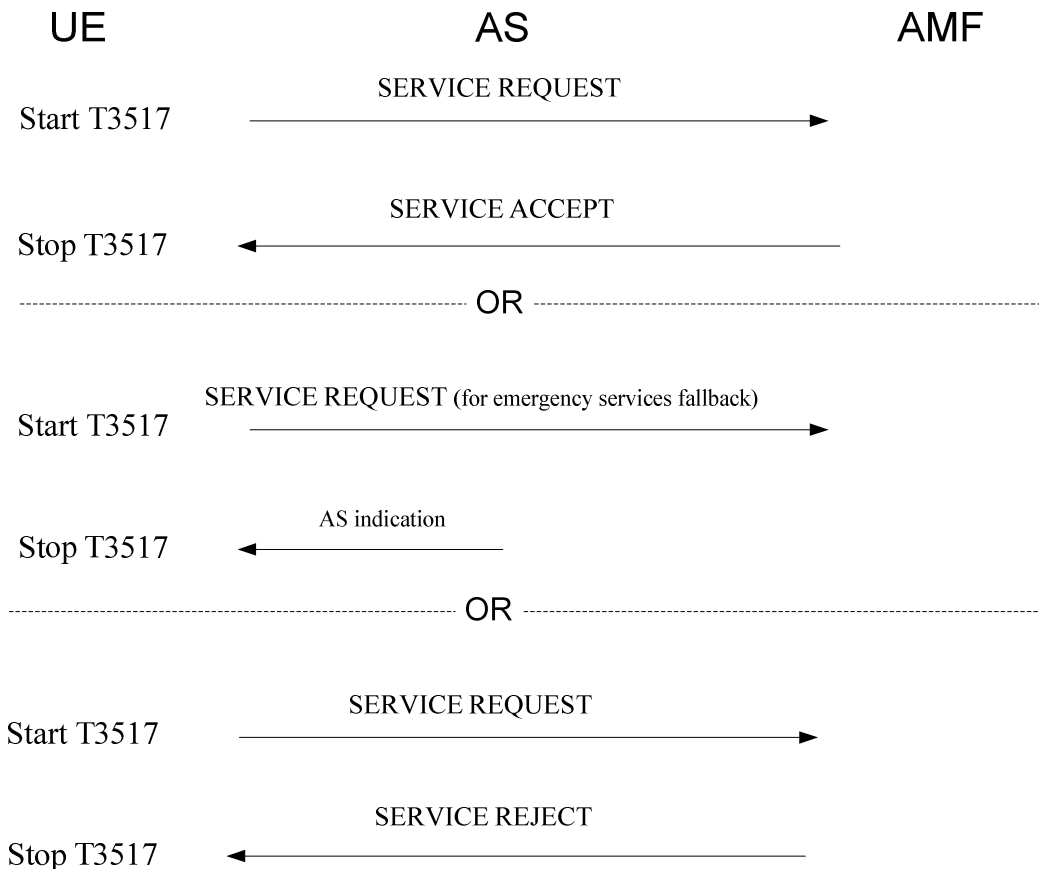 UE AS AMF
SERVICE REQUEST
Start T3517
SERVICE ACCEPT
Stop T3517
OR
SERVICE REQUEST (for emergency services fallback)
Start T3517
AS indication
Stop T3517
OR
SERVICE REQUEST
Start T3517
SERVICE REJECT
Stop T3517